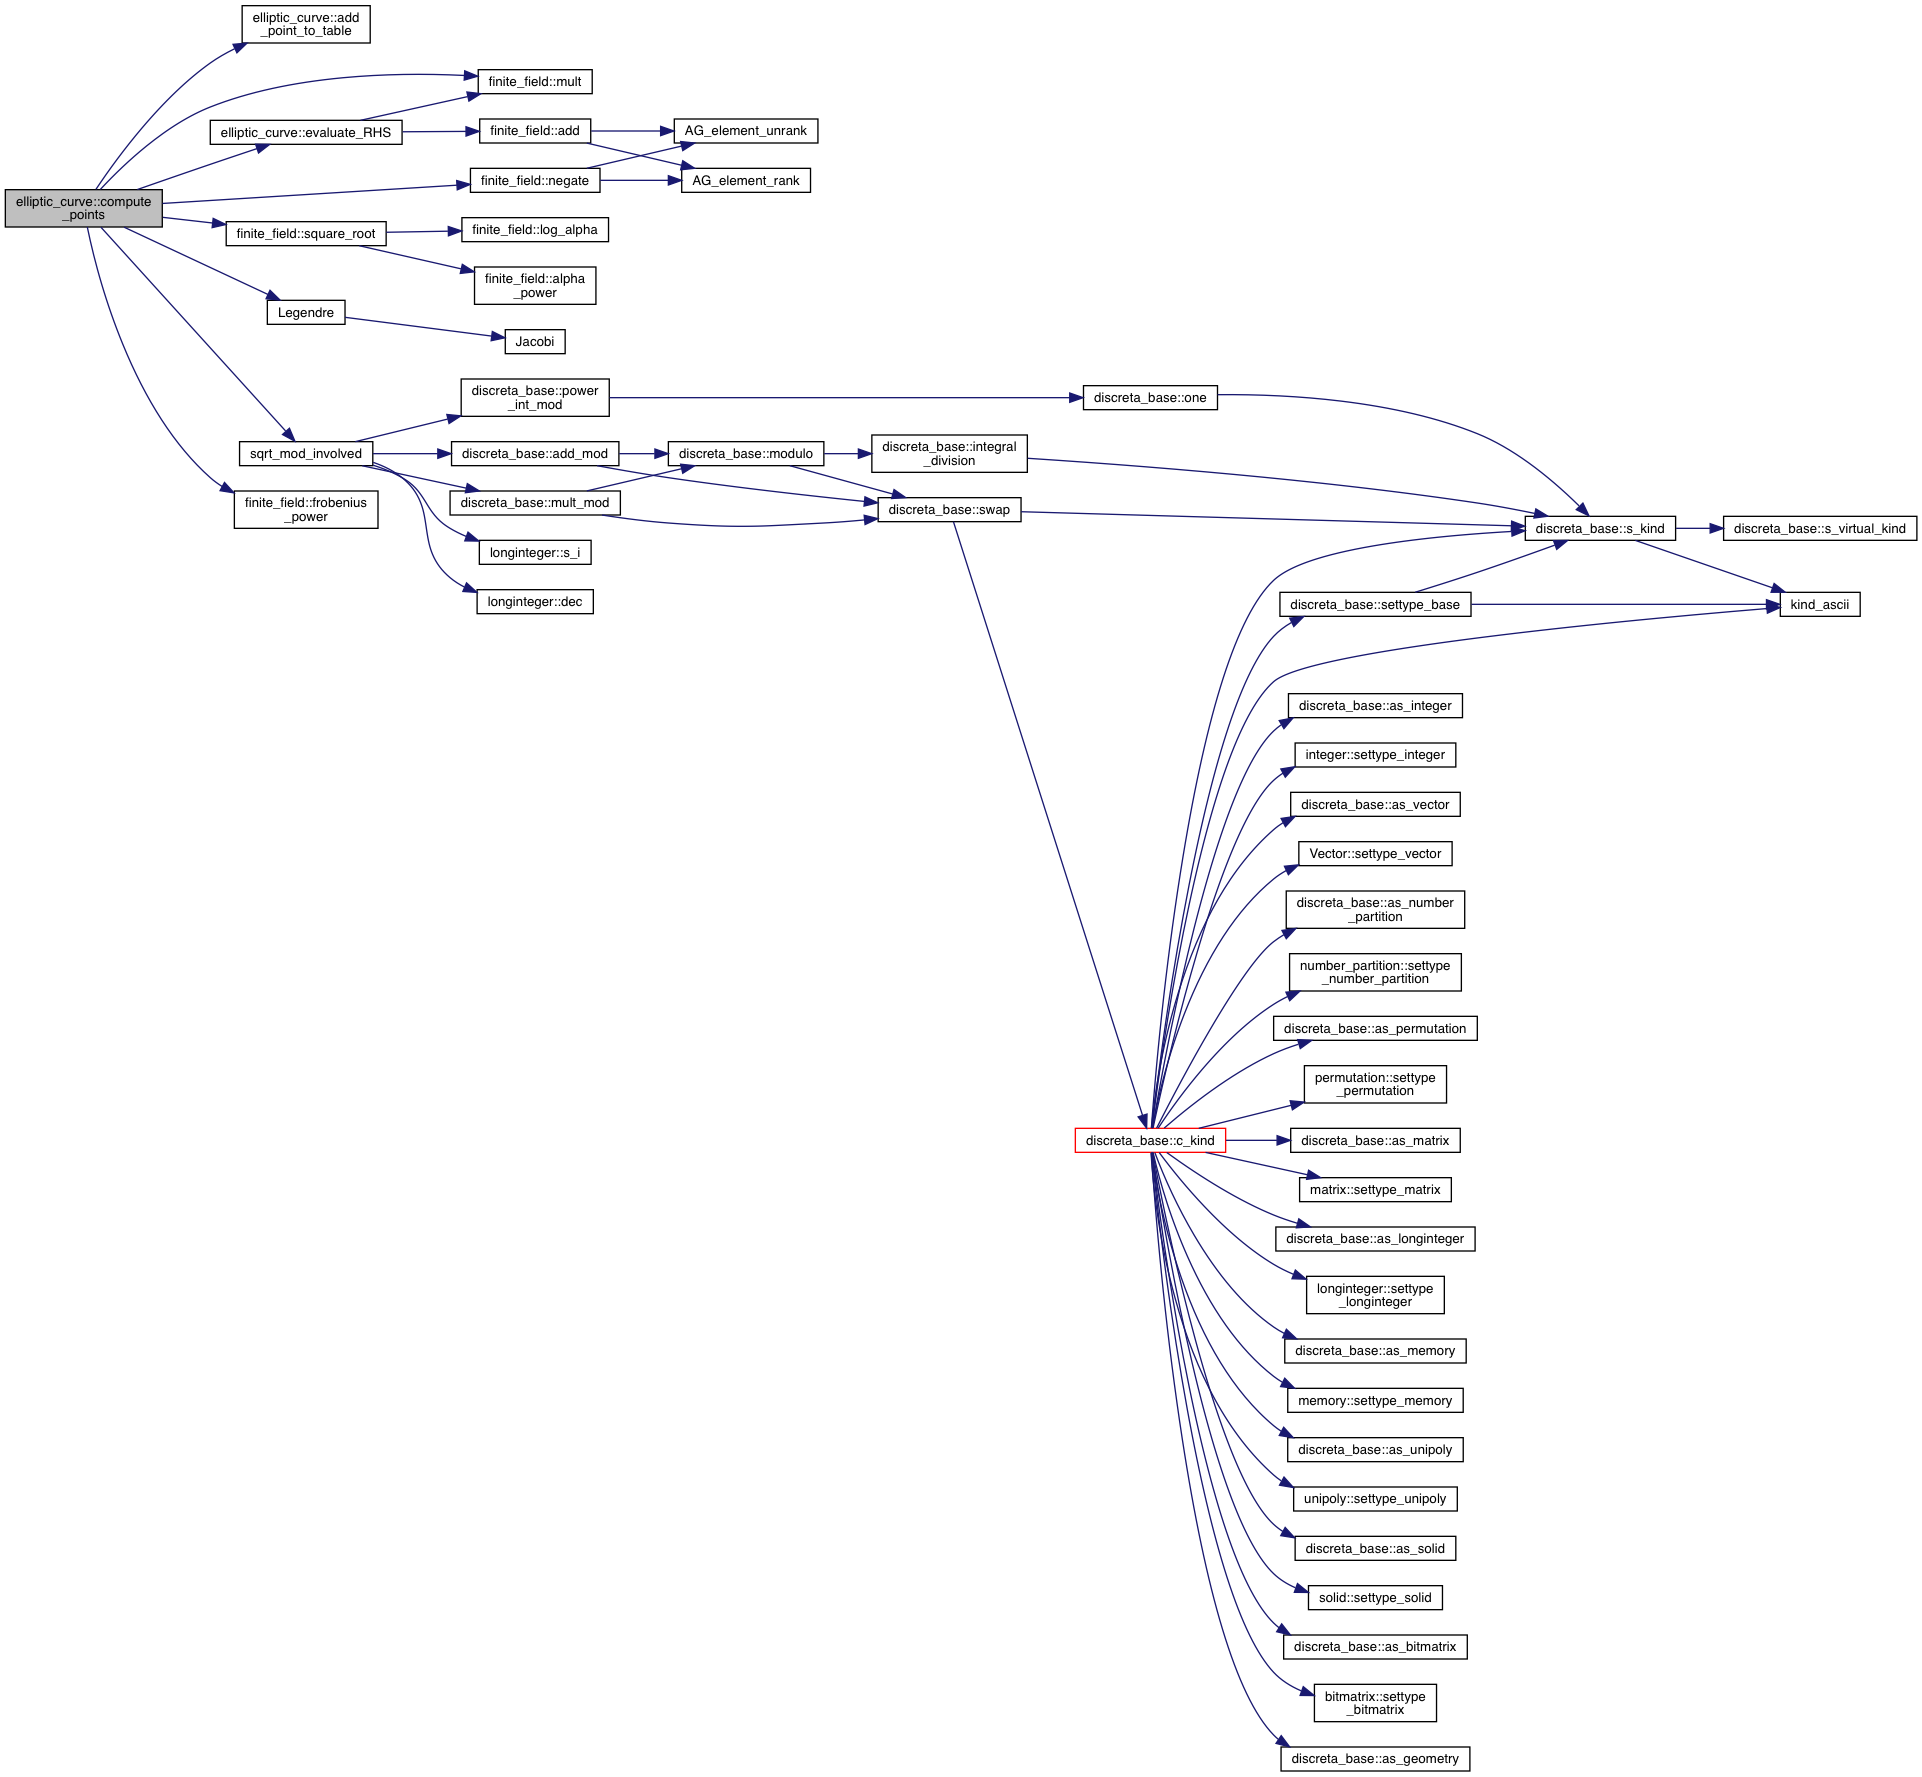 elliptic_curve::add
_point_to_table
finite_field::mult
elliptic_curve::evaluate_RHS
finite_field::add
AG_element_unrank
finite_field::negate
AG_element_rank
elliptic_curve::compute
_points
finite_field::square_root
finite_field::log_alpha
finite_field::alpha
_power
Legendre
Jacobi
discreta_base::power
_int_mod
discreta_base::one
sqrt_mod_involved
discreta_base::add_mod
discreta_base::modulo
discreta_base::integral
_division
finite_field::frobenius
_power
discreta_base::mult_mod
discreta_base::swap
discreta_base::s_kind
discreta_base::s_virtual_kind
longinteger::s_i
longinteger::dec
discreta_base::settype_base
kind_ascii
discreta_base::as_integer
integer::settype_integer
discreta_base::as_vector
Vector::settype_vector
discreta_base::as_number
_partition
number_partition::settype
_number_partition
discreta_base::as_permutation
permutation::settype
_permutation
discreta_base::c_kind
discreta_base::as_matrix
matrix::settype_matrix
discreta_base::as_longinteger
longinteger::settype
_longinteger
discreta_base::as_memory
memory::settype_memory
discreta_base::as_unipoly
unipoly::settype_unipoly
discreta_base::as_solid
solid::settype_solid
discreta_base::as_bitmatrix
bitmatrix::settype
_bitmatrix
discreta_base::as_geometry